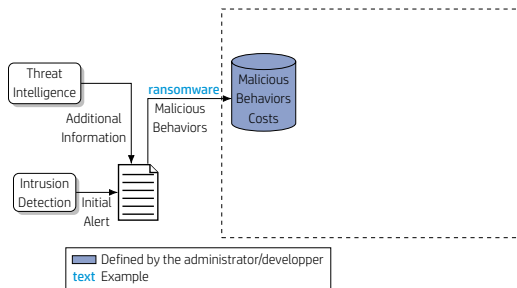 Threat
Intelligence
Additional
Information
ransomware
Malicious
Behaviors
Malicious
Behaviors
Costs
Intrusion
Detection
Initial
Alert
Defined by the administrator/developper
text Example